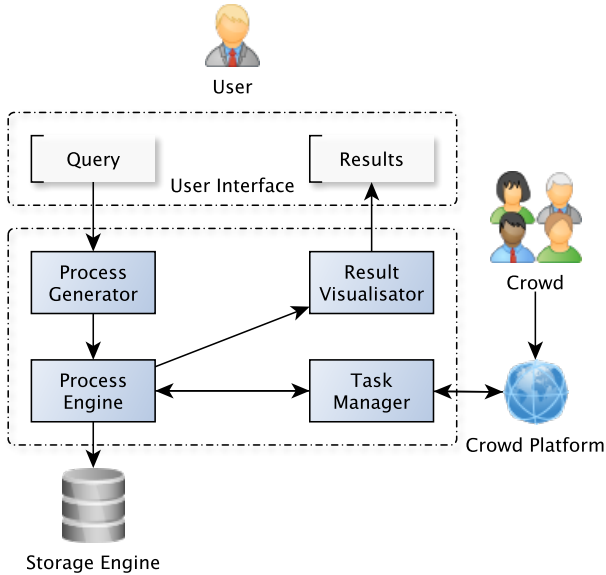 User
Query
Results
User Interface
Crowd
Process
Generator
Result
Visualisator
Process
Engine
Task
Manager
Crowd Platform
Storage Engine